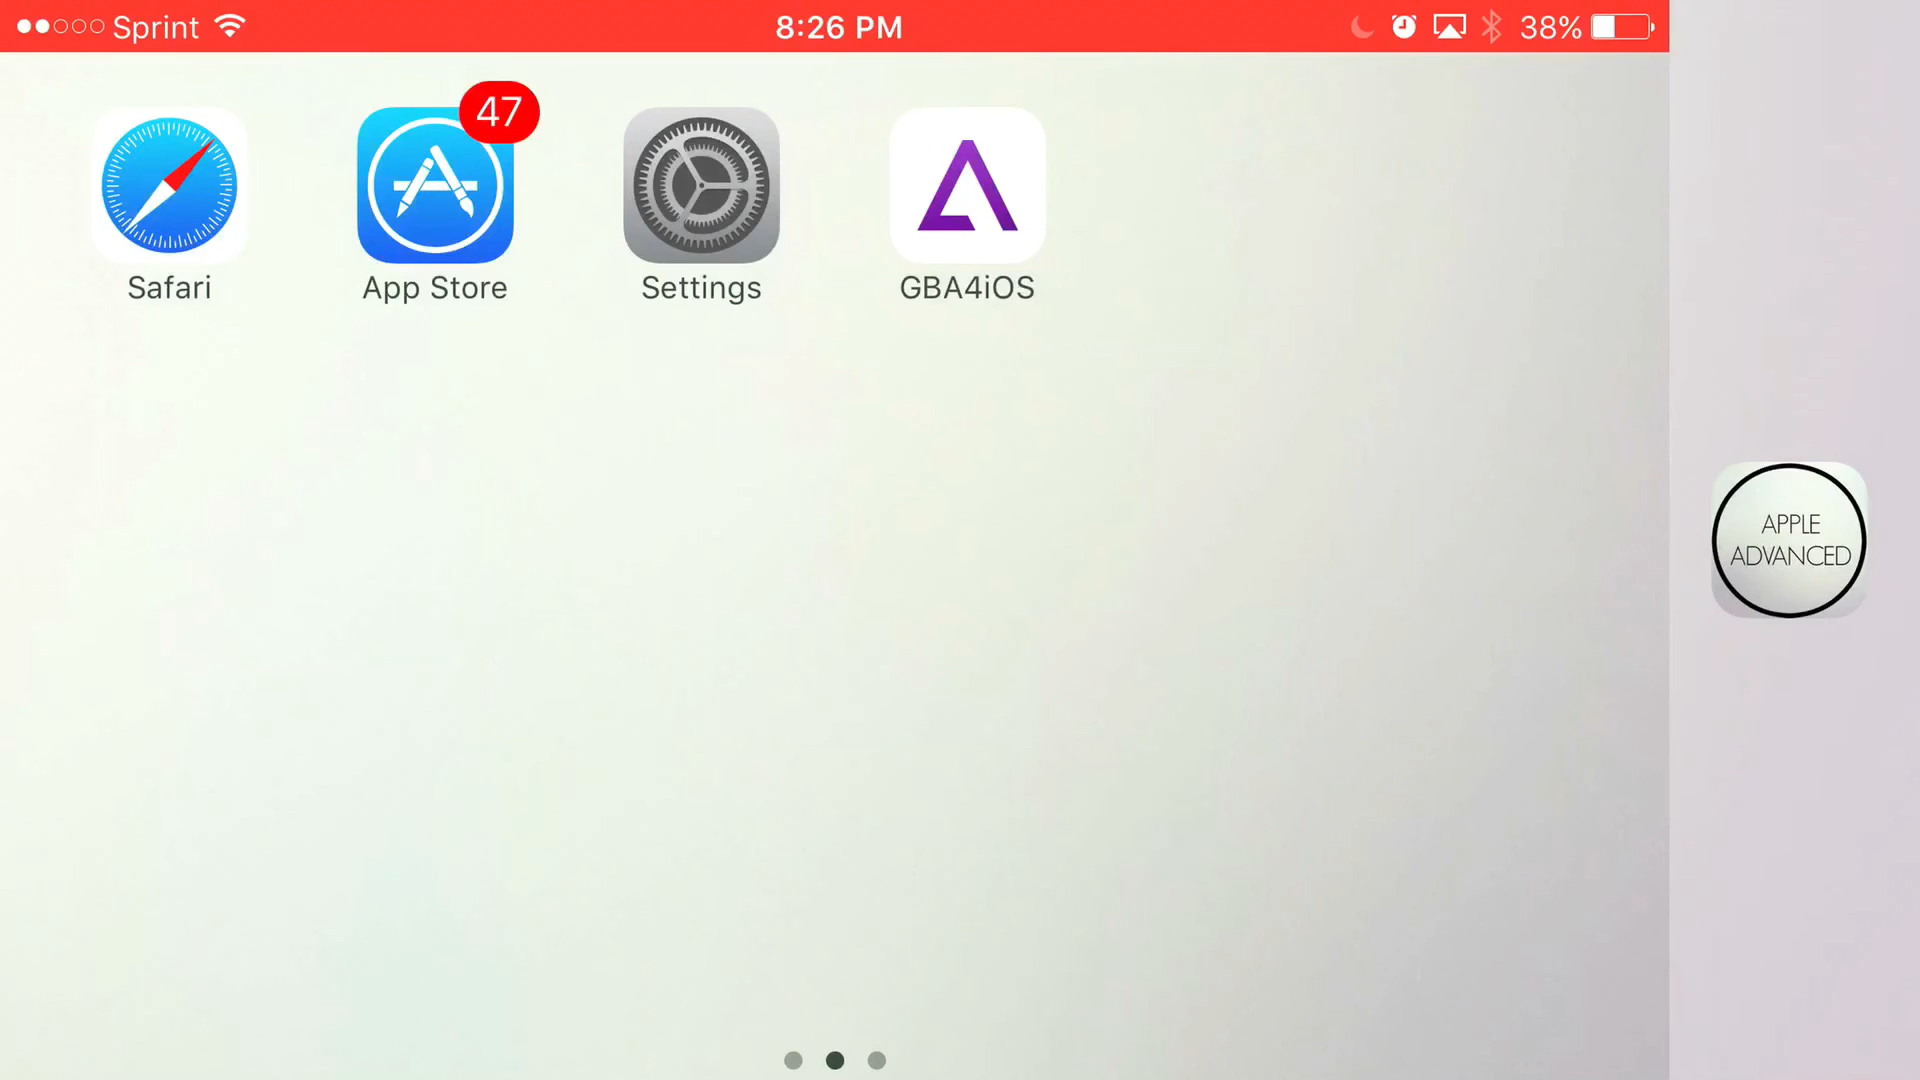 Sprint 8:26 PM 38%
47
Safari App Store Settings GBA4iOS
APPLE
ADVANCED